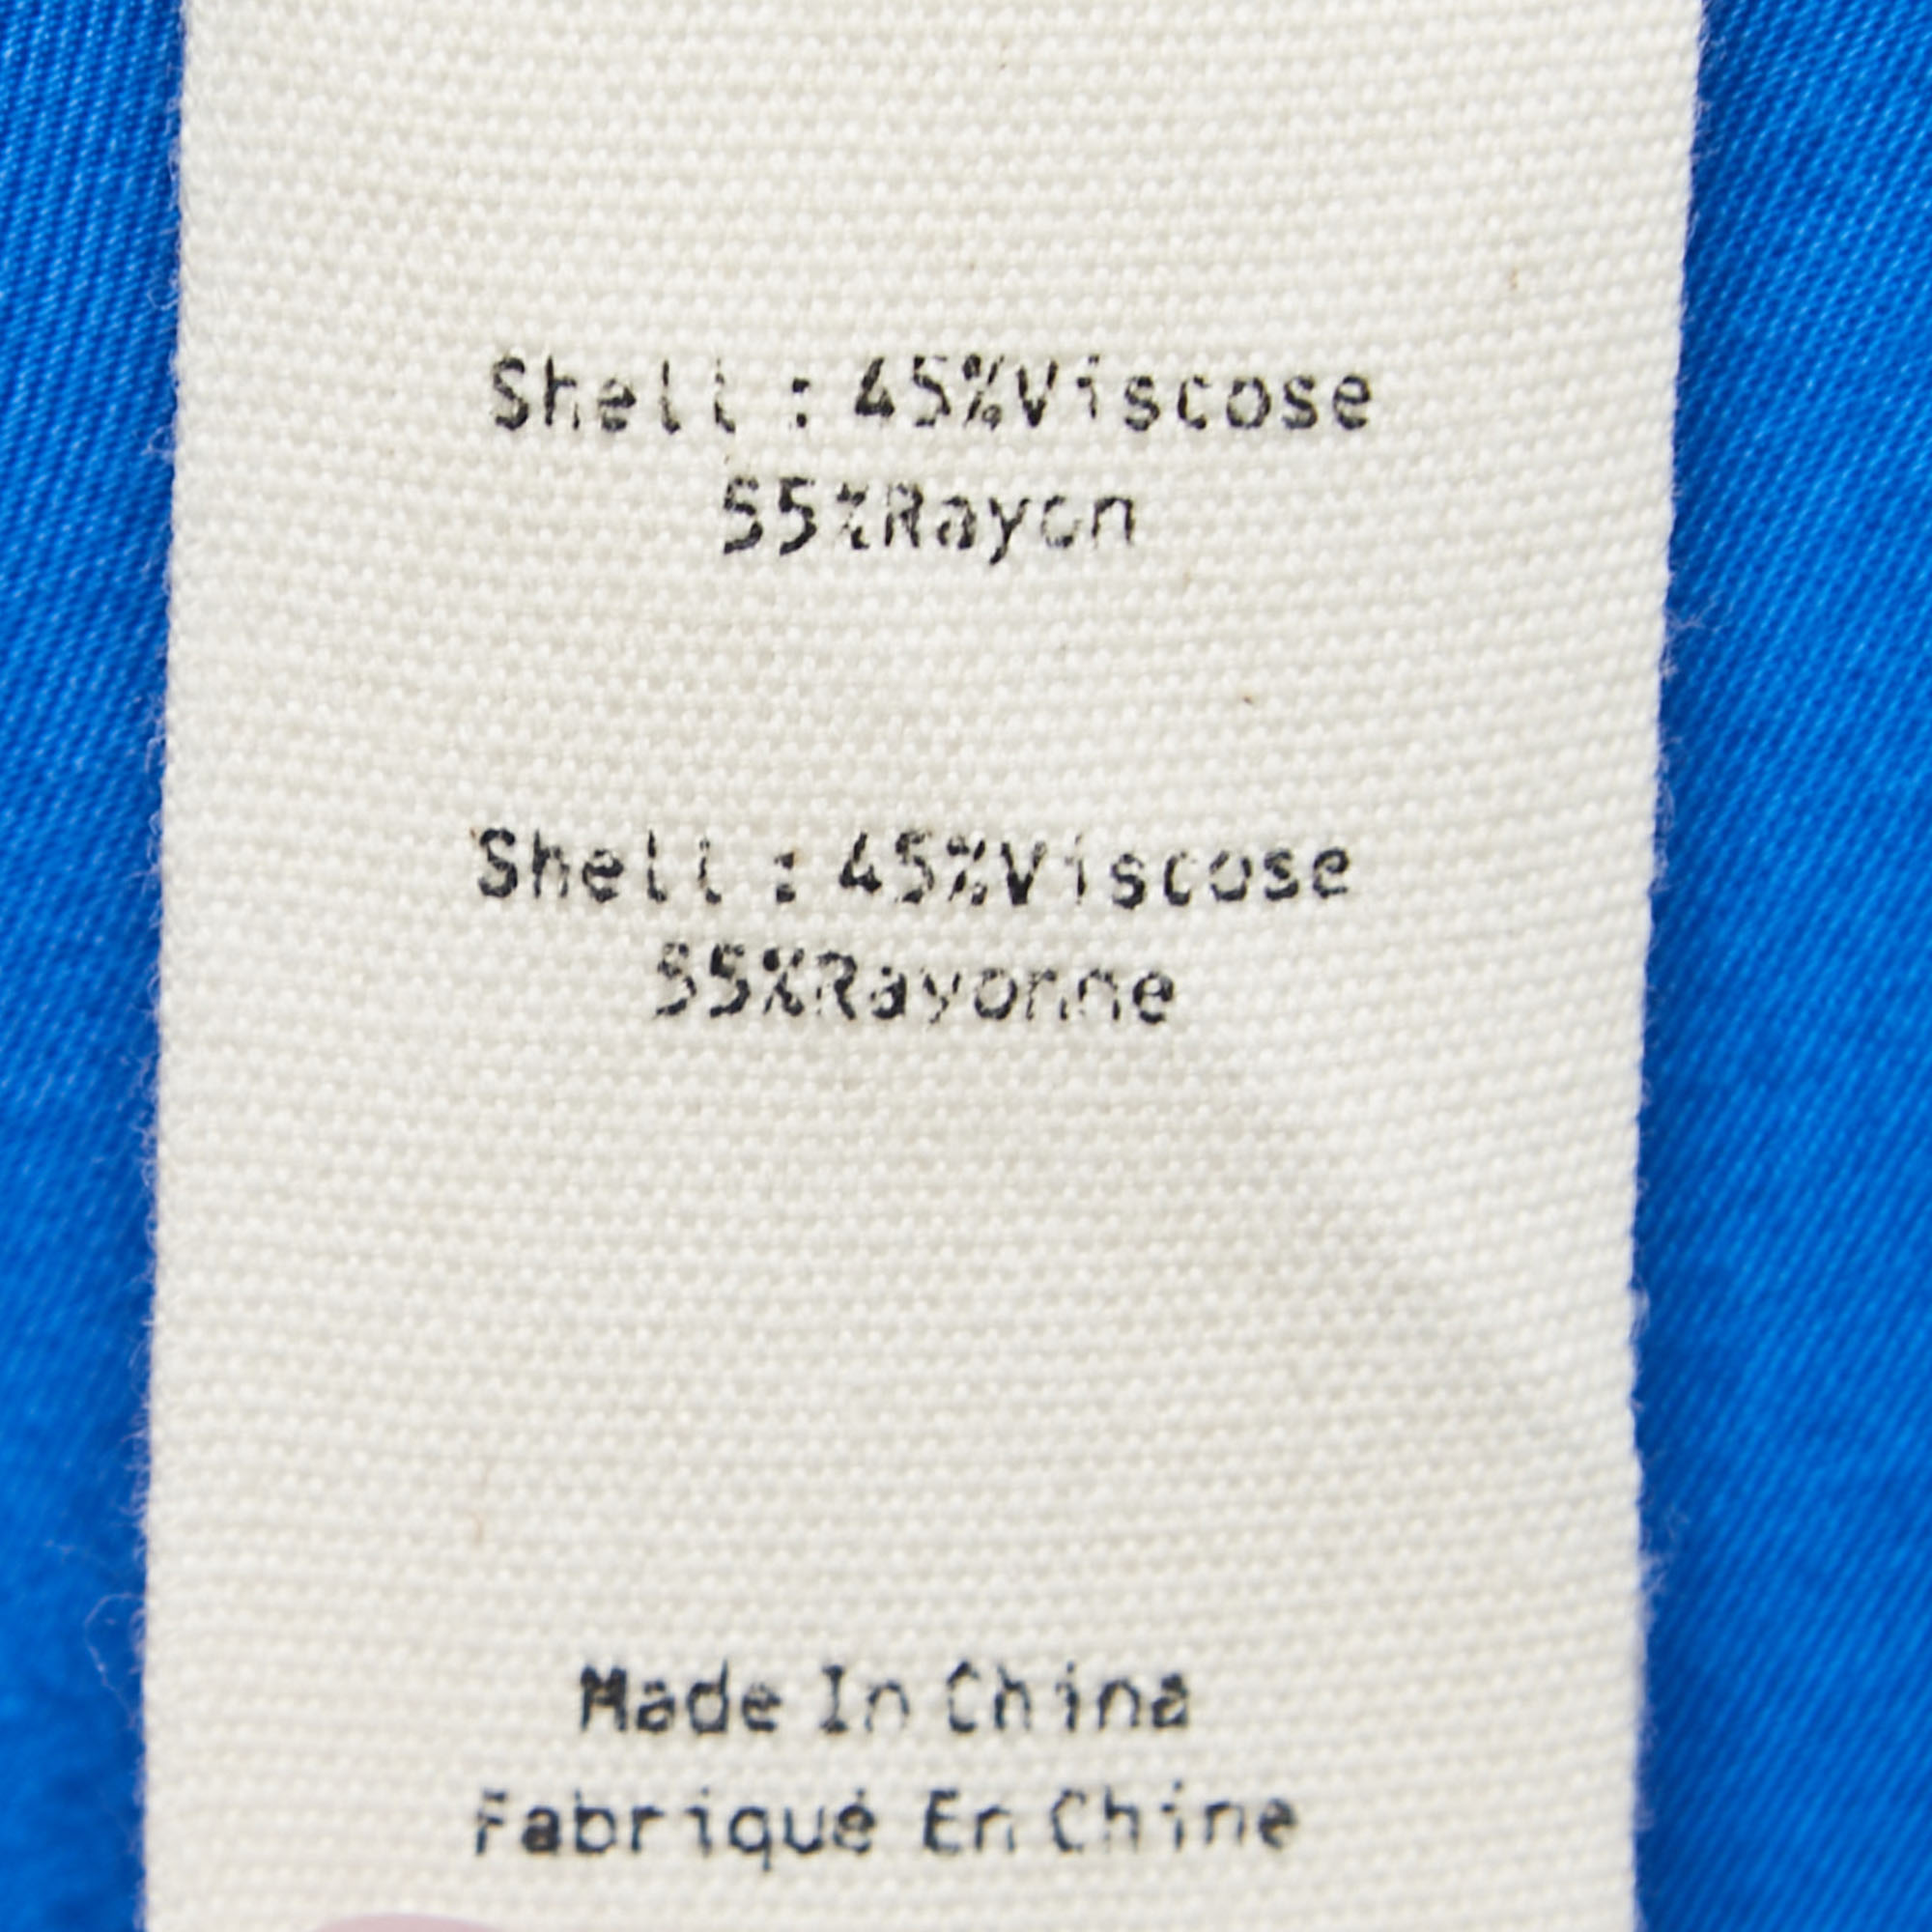 Shell : 45%Viscose
55%Rayon
Shell : 45%Viscose
55%Rayonne
Made In China
Fabriqué En Chine